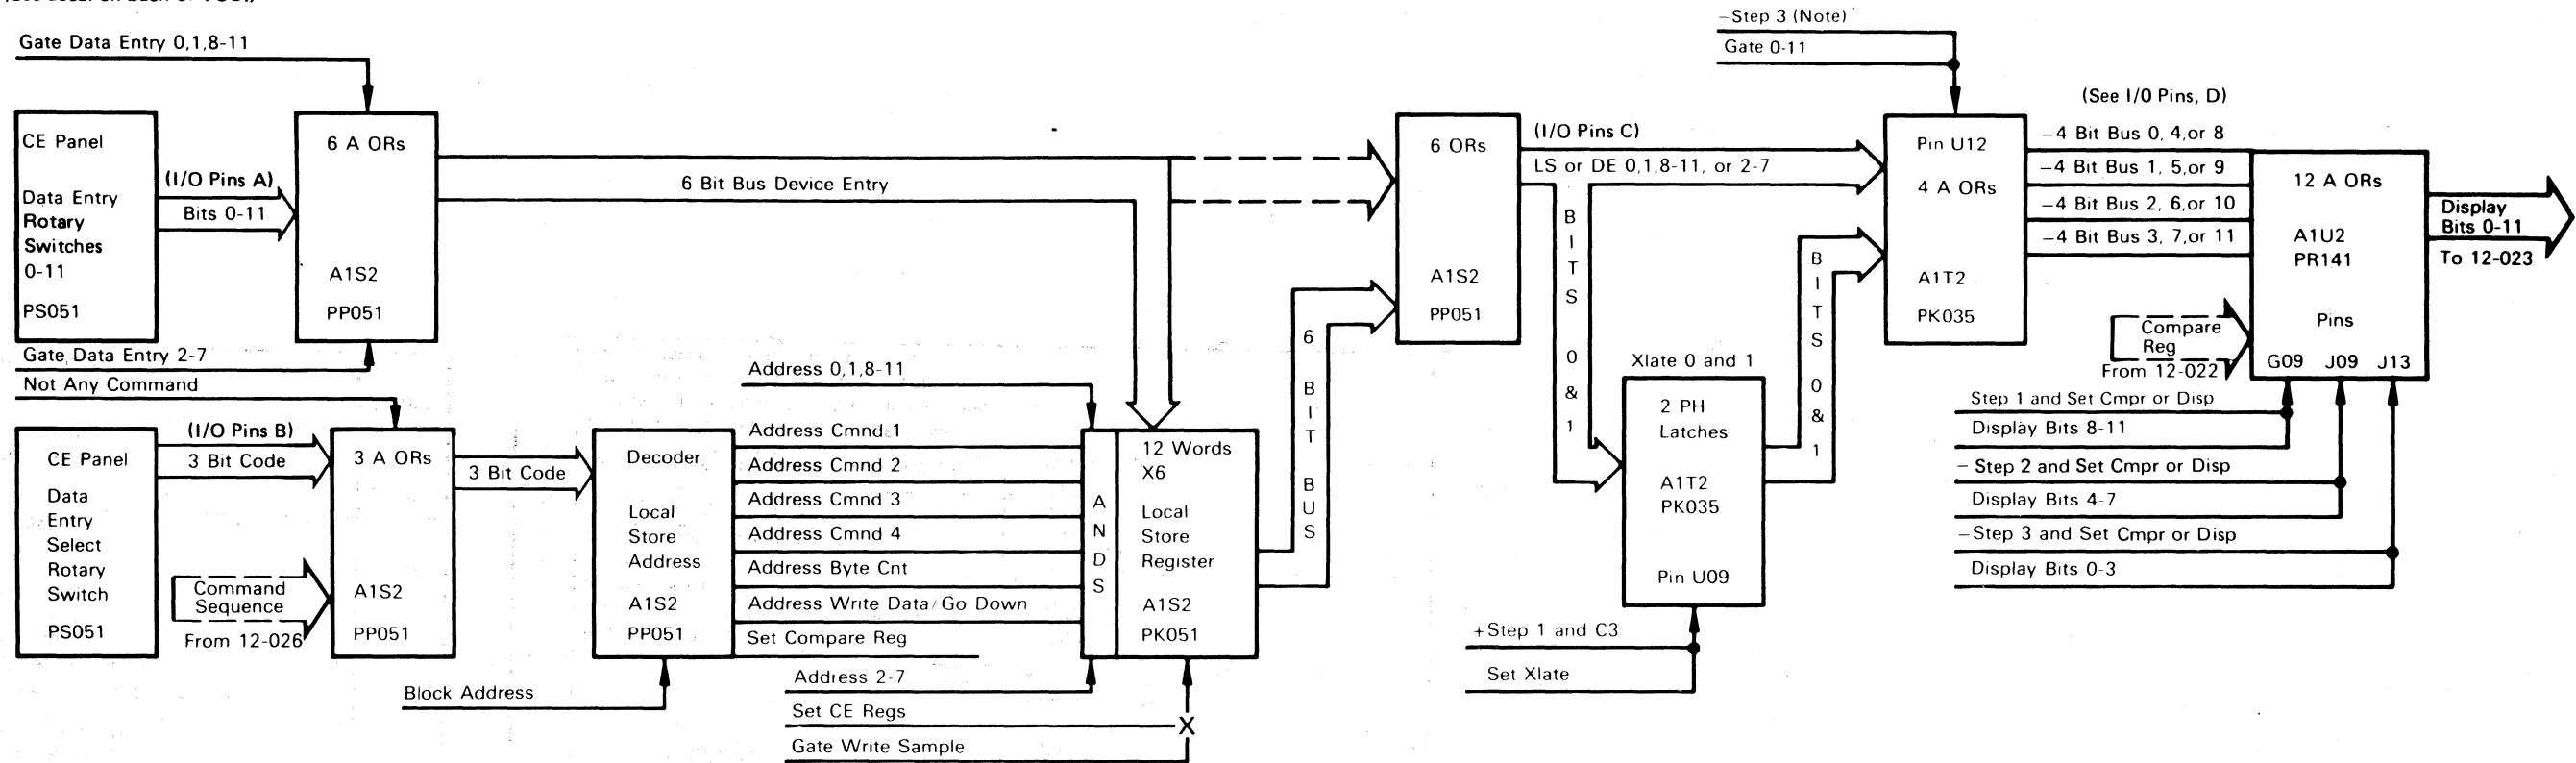 Gate Data Entry 0,1,8-11
CE Panel
Data Entry
Rotary
Switches
0-11
PS051
(I/O Pins A)
Bits 0-11
6 A ORs
A1S2
PP051
Gate Data Entry 2-7
Not Any Command
6 Bit Bus Device Entry
CE Panel
Data
Entry
Select
Rotary
Switch
PS051
(I/O Pins B)
3 Bit Code
Command
Sequence
From 12-026
3 A ORs
A1S2
PP051
3 Bit Code
Decoder
Local
Store
Address
A1S2
PP051
Block Address
Address 0,1,8-11
Address Cmnd 1
Address Cmnd 2
Address Cmnd 3
Address Cmnd 4
Address Byte Cnt
Address Write Data/Go Down
Set Compare Reg
Address 2-7
Set CE Regs
Gate Write Sample
X
ANDS
12 Words
X6
Local
Store
Register
A1S2
PK051
6 BIT BUS
6 ORs
A1S2
PP051
(I/O Pins C)
LS or DE 0,1,8-11, or 2-7
BITS 0 & 1
Xlate 0 and 1
2 PH
Latches
A1T2
PK035
Pin U09
+Step 1 and C3
Set Xlate
BITS 0 & 1
-Step 3 (Note)
Gate 0-11
Pin U12
4 A ORs
A1T2
PK035
(See I/0 Pins, D)
-4 Bit Bus 0, 4,or 8
-4 Bit Bus 1, 5,or 9
-4 Bit Bus 2, 6,or 10
-4 Bit Bus 3, 7,or 11
Compare
Reg
From 12-022
12 A ORs
A1U2
PR141
Pins
G09 J09 J13
Step 1 and Set Cmpr or Disp
Display Bits 8-11
- Step 2 and Set Cmpr or Disp
Display Bits 4-7
-Step 3 and Set Cmpr or Disp
Display Bits 0-3
Display
Bits 0-11
To 12-023